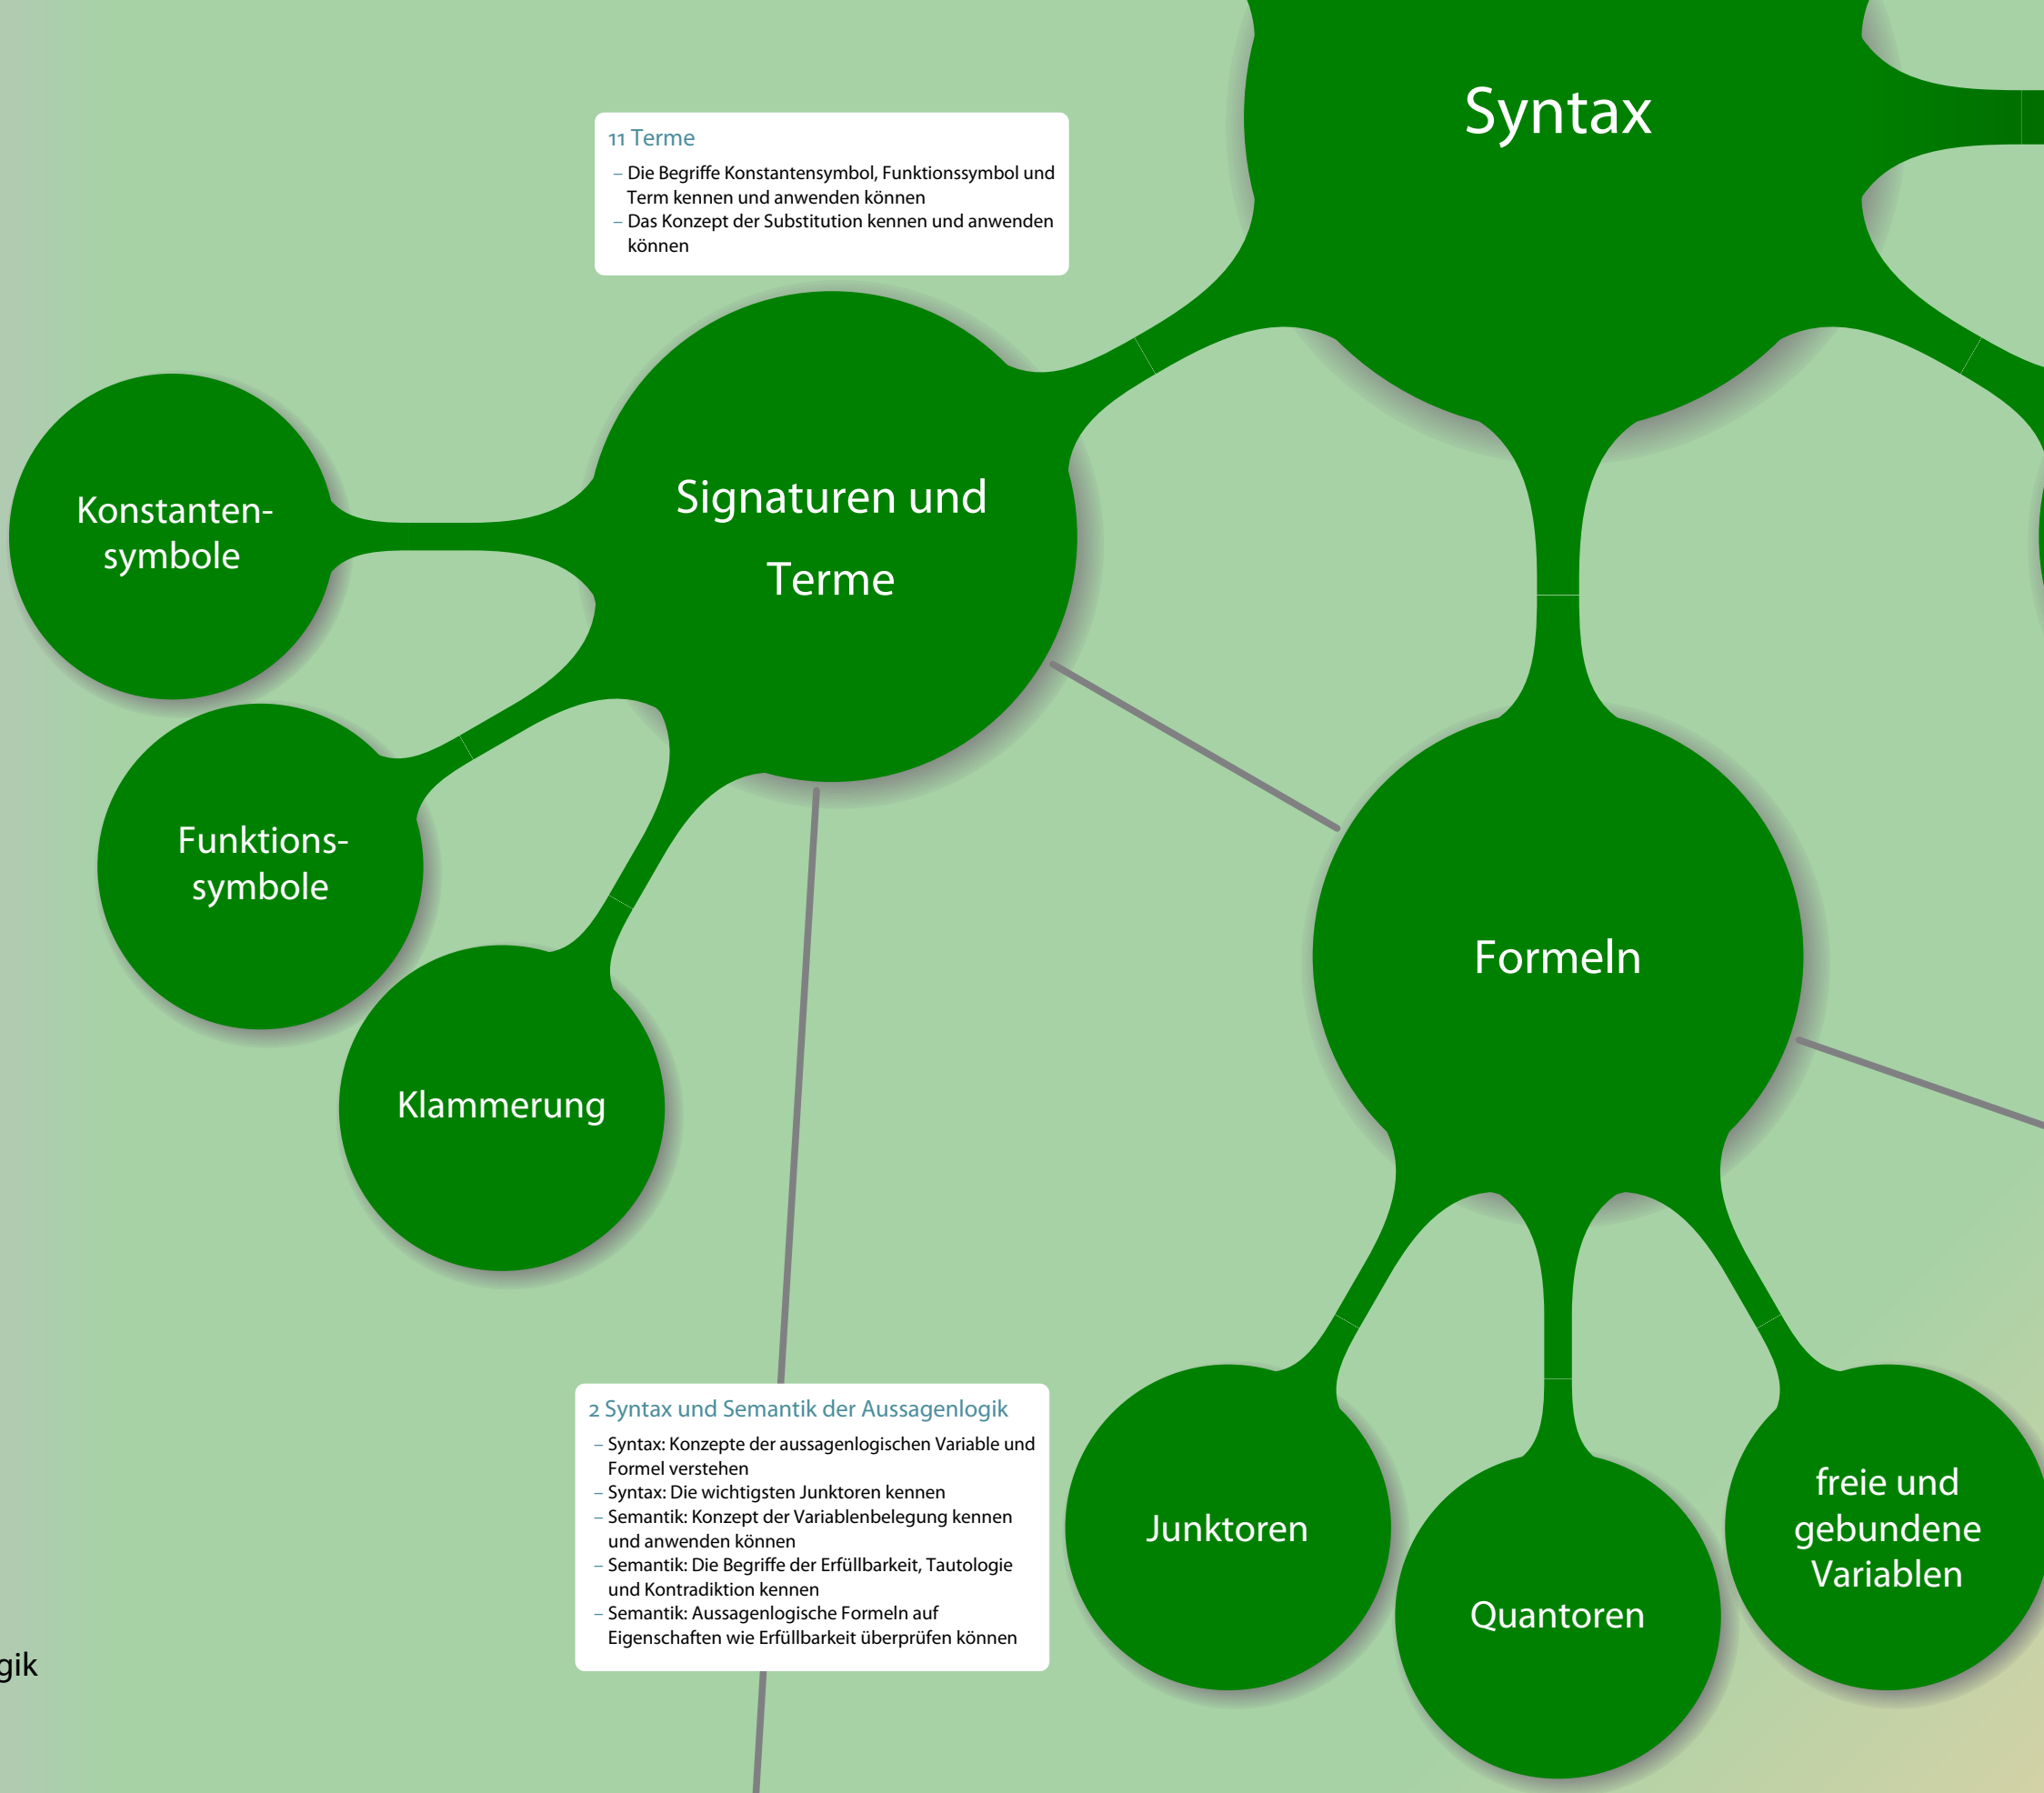 Syntax
11 Terme
– Die Begriffe Konstantensymbol, Funktionssymbol und
Term kennen und anwenden können
– Das Konzept der Substitution kennen und anwenden
können
Signaturen und
Terme
Konstanten-
symbole
Funktions-
symbole
Klammerung
Formeln
2 Syntax und Semantik der Aussagenlogik
– Syntax: Konzepte der aussagenlogischen Variable und
Formel verstehen
– Syntax: Die wichtigsten Junktoren kennen
– Semantik: Konzept der Variablenbelegung kennen
und anwenden können
– Semantik: Die Begriffe der Erfüllbarkeit, Tautologie
und Kontradiktion kennen
– Semantik: Aussagenlogische Formeln auf
Eigenschaften wie Erfüllbarkeit überprüfen können
Junktoren
Quantoren
freie und
gebundene
Variablen